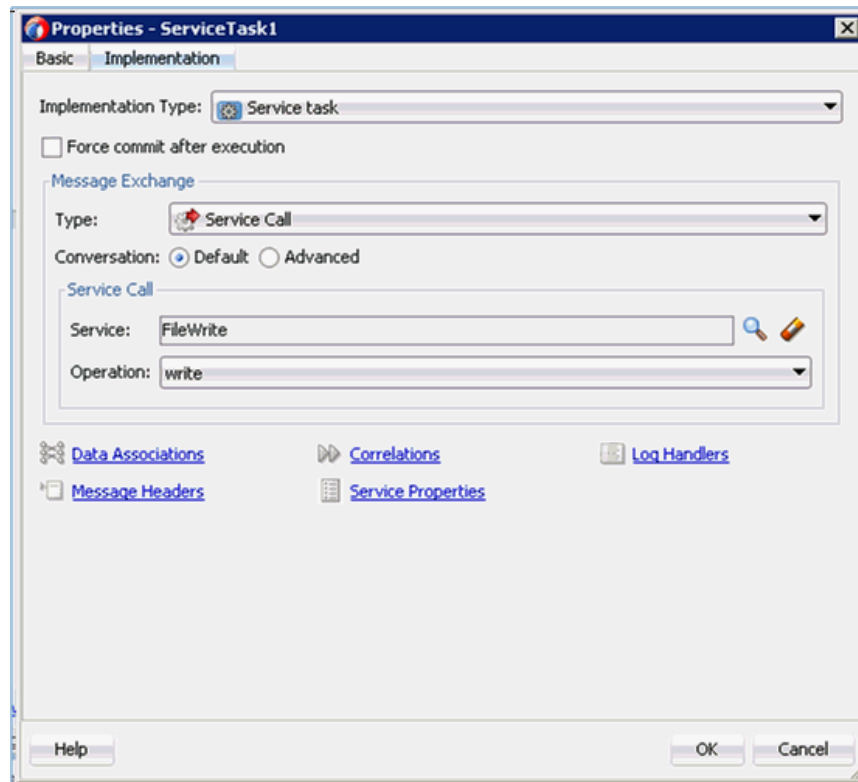 Properties - ServiceTask1
Basic Implementation
Implementation Type: Service task
Force commit after execution
Message Exchange
Type: Service Call
Conversation: Default Advanced
Service Call
Service: FileWrite
Operation: write
Data Associations Correlations Log Handlers
Message Headers Service Properties
Help OK Cancel